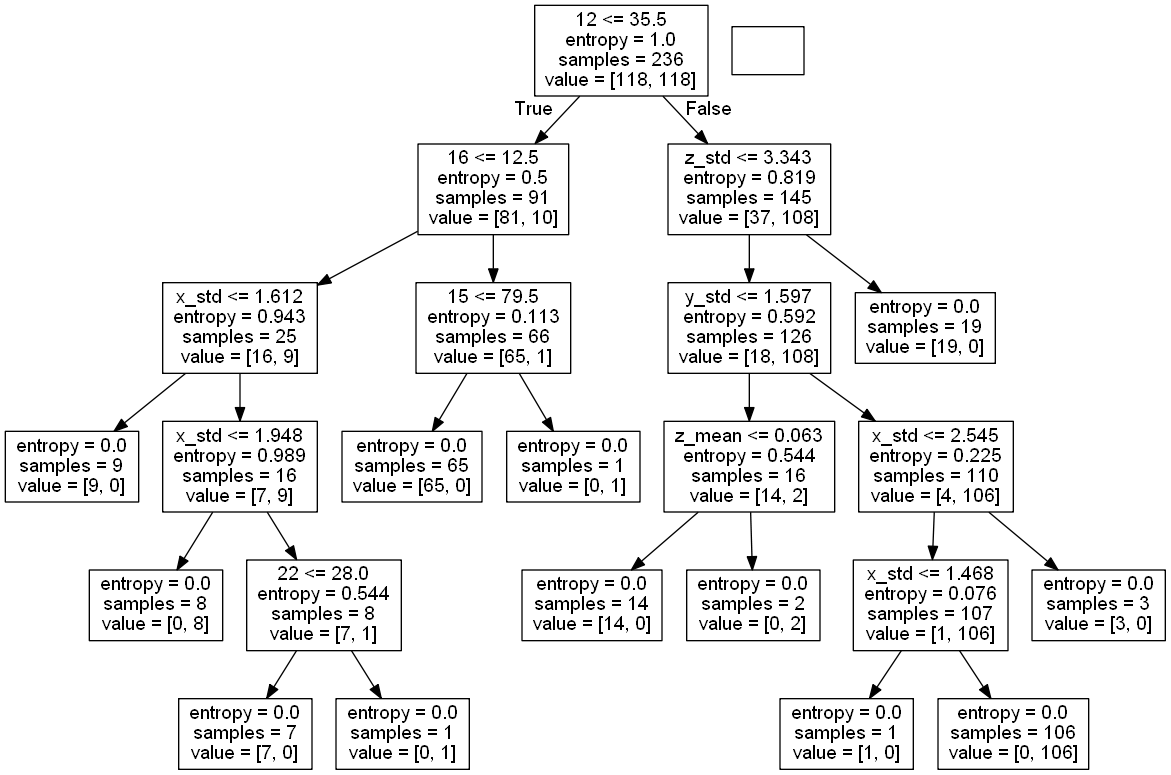 12 <= 35.5
entropy = 1.0
samples = 236
value = [118, 118]
True
False
16 <= 12.5
entropy = 0.5
samples = 91
value = [81, 10]
z_std <= 3.343
entropy = 0.819
samples = 145
value = [37, 108]
x_std <= 1.612
entropy = 0.943
samples = 25
value = [16, 9]
15 <= 79.5
entropy = 0.113
samples = 66
value = [65, 1]
y_std <= 1.597
entropy = 0.592
samples = 126
value = [18, 108]
entropy = 0.0
samples = 19
value = [19, 0]
entropy = 0.0
samples = 9
value = [9, 0]
x_std <= 1.948
entropy = 0.989
samples = 16
value = [7, 9]
entropy = 0.0
samples = 65
value = [65, 0]
entropy = 0.0
samples = 1
value = [0, 1]
z_mean <= 0.063
entropy = 0.544
samples = 16
value = [14, 2]
x_std <= 2.545
entropy = 0.225
samples = 110
value = [4, 106]
entropy = 0.0
samples = 8
value = [0, 8]
22 <= 28.0
entropy = 0.544
samples = 8
value = [7, 1]
entropy = 0.0
samples = 14
value = [14, 0]
entropy = 0.0
samples = 2
value = [0, 2]
x_std <= 1.468
entropy = 0.076
samples = 107
value = [1, 106]
entropy = 0.0
samples = 3
value = [3, 0]
entropy = 0.0
samples = 7
value = [7, 0]
entropy = 0.0
samples = 1
value = [0, 1]
entropy = 0.0
samples = 1
value = [1, 0]
entropy = 0.0
samples = 106
value = [0, 106]